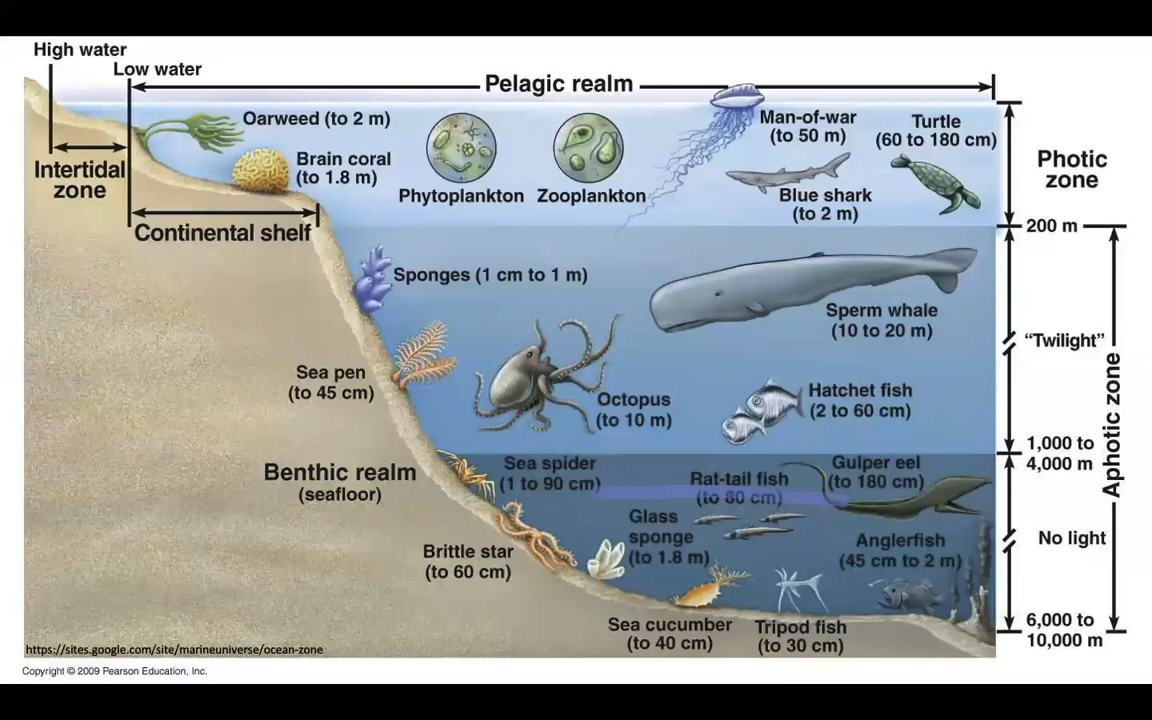 High water
Low water
Pelagic realm
Oarweed (to 2 m)
Man-of-war
(to 50 m)
Turtle
(60 to 180 cm)
Intertidal
zone
Brain coral
(to 1.8 m)
Phytoplankton
Zooplankton
Blue shark
(to 2 m)
Photic
zone
Continental shelf
200 m
Sponges (1 cm to 1 m)
Sperm whale
(10 to 20 m)
"Twilight"
Sea pen
(to 45 cm)
Octopus
(to 10 m)
Hatchet fish
(2 to 60 cm)
Aphotic zone
1,000 to
4,000 m
Benthic realm
(seafloor)
Sea spider
(1 to 90 cm)
Rat-tail fish
(to 80 cm)
Gulper eel
(to 180 cm)
Glass
sponge
(to 1.8 m)
Anglerfish
(45 cm to 2 m)
No light
Brittle star
(to 60 cm)
Sea cucumber
(to 40 cm)
Tripod fish
(to 30 cm)
6,000 to
10,000 m
https://sites.google.com/site/marineuniverse/ocean-zone
Copyright © 2009 Pearson Education, Inc.